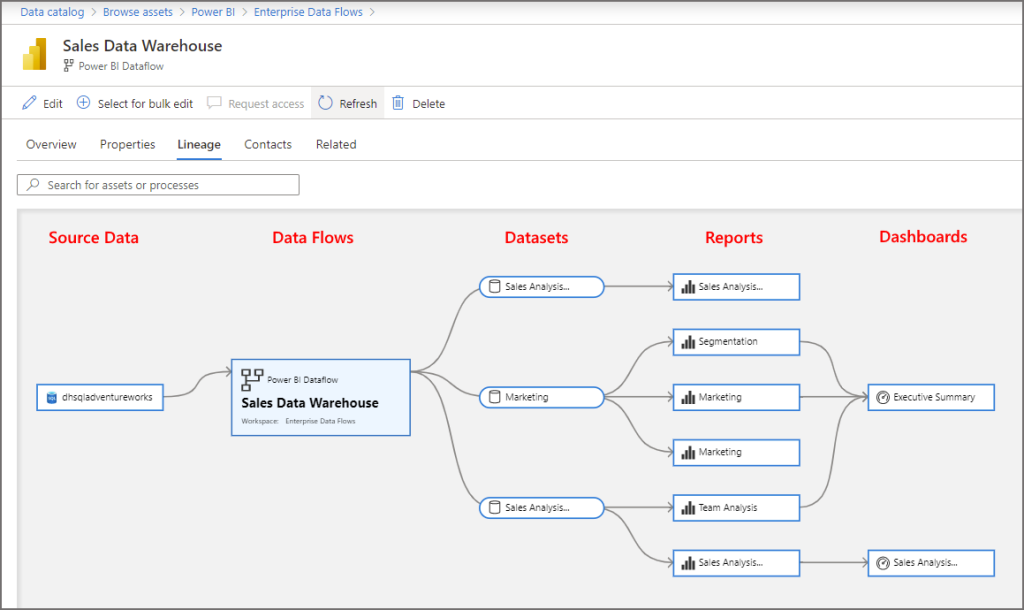 Data catalog > Browse assets > Power BI > Enterprise Data Flows >
Sales Data Warehouse
Power BI Dataflow
Edit Select for bulk edit Request access Refresh Delete
Overview Properties Lineage Contacts Related
Search for assets or processes
Source Data Data Flows Datasets Reports Dashboards
Sales Analysis... Sales Analysis...
Segmentation
dhsqladventureworks
Power BI Dataflow
Sales Data Warehouse
Workspace: Enterprise Data Flows
Marketing Marketing Executive Summary
Marketing
Sales Analysis... Team Analysis
Sales Analysis... Sales Analysis...